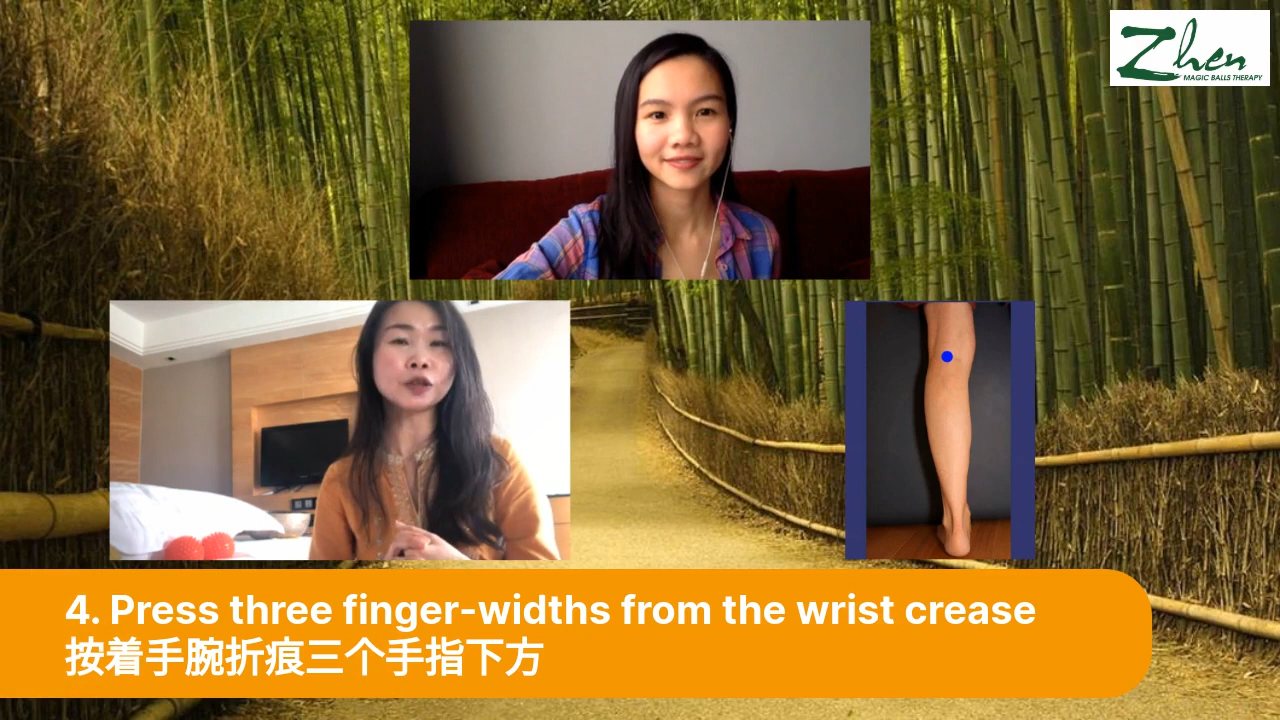 Zhen
MAGIC BALLS THERAPY
4. Press three finger-widths from the wrist crease
按着手腕折痕三个手指下方